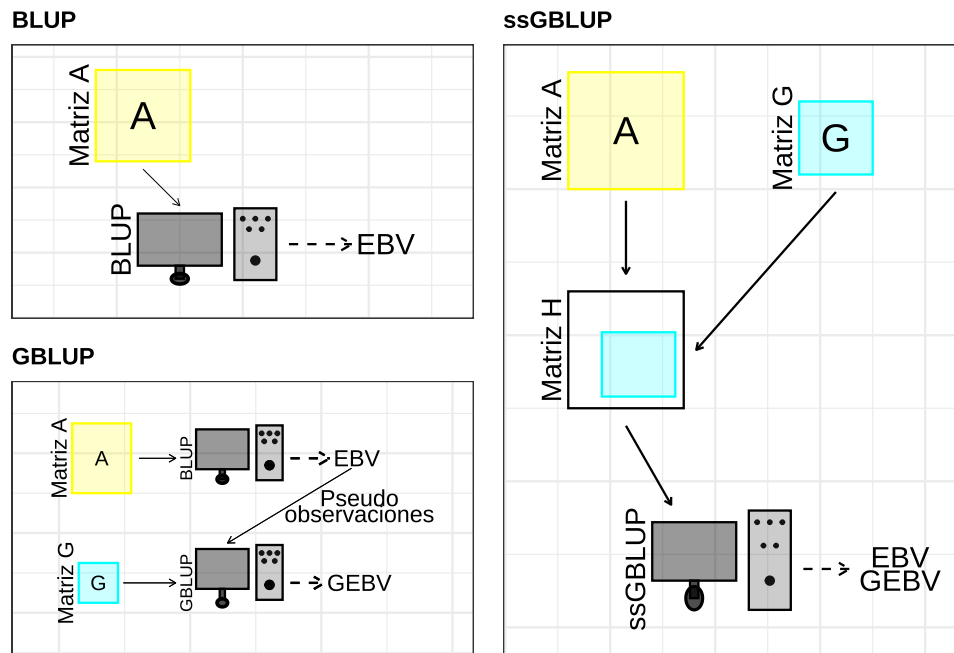 BLUP
Matriz A
A
BLUP
EBV
GBLUP
Matriz A
A
BLUP
EBV
Pseudo
observaciones
Matriz G
G
GBLUP
GEBV
ssGBLUP
Matriz A
A
Matriz G
G
Matriz H
ssGBLUP
EBV
GEBV